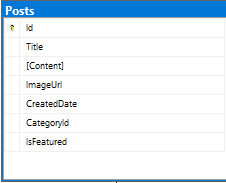 Posts
Id
Title
[Content]
ImageUrl
CreatedDate
CategoryId
IsFeatured